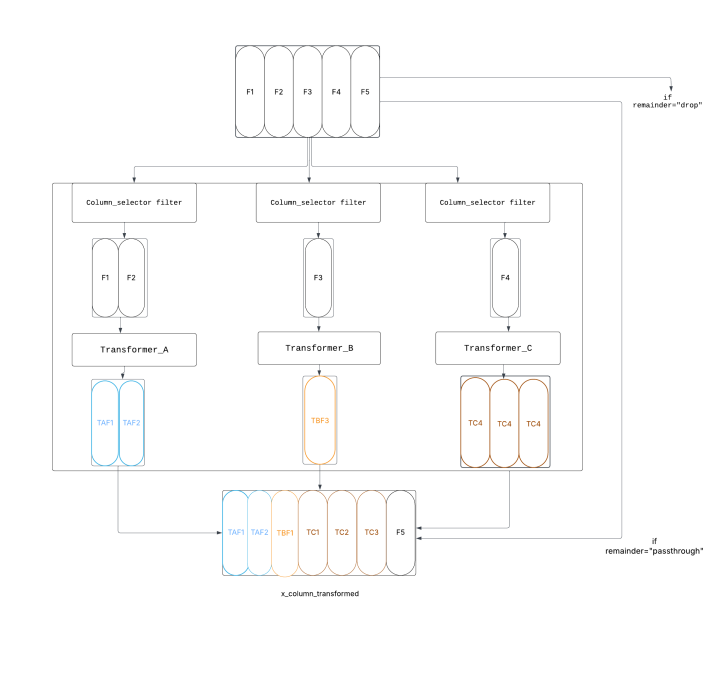 F1 F2 F3 F4 F5
if
remainder="drop"
Column_selector filter
Column_selector filter
Column_selector filter
F1 F2
F3
F4
Transformer_A
Transformer_B
Transformer_C
TAF1 TAF2
TBF3
TC4 TC4 TC4
TAF1 TAF2 TBF1 TC1 TC2 TC3 F5
if
remainder="passthrough"
x_column_transformed